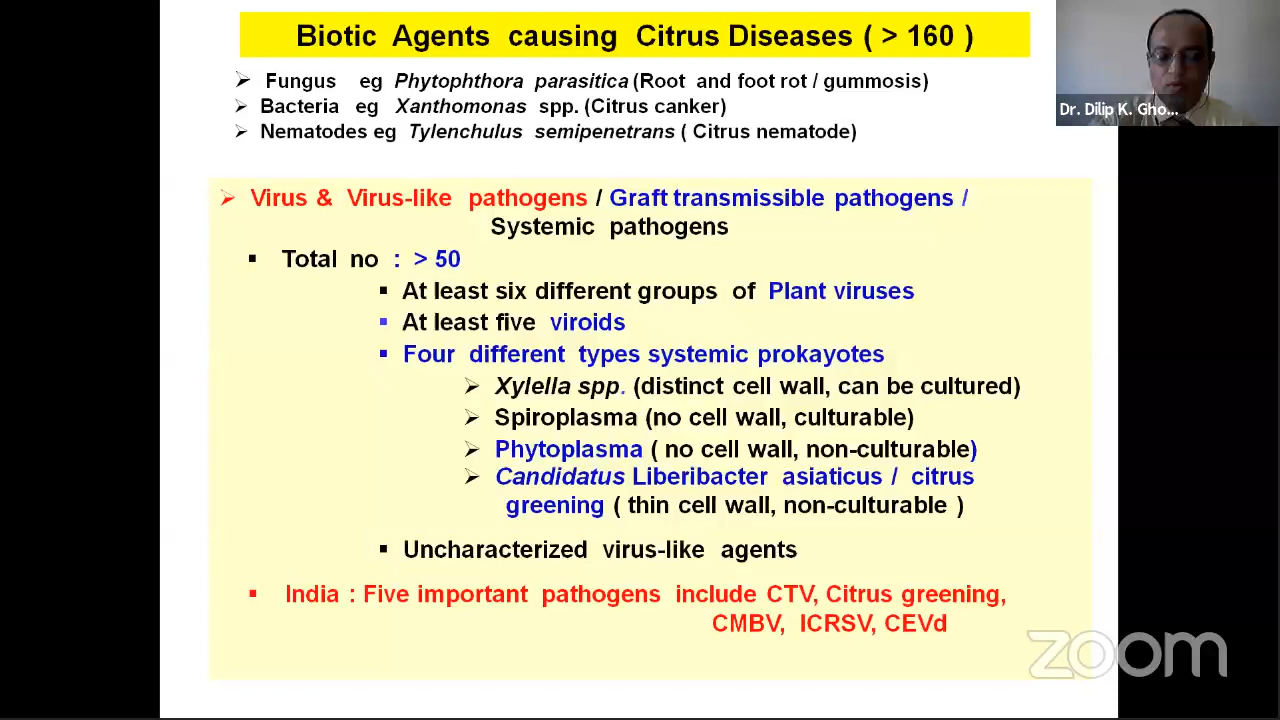 Biotic Agents causing Citrus Diseases ( > 160 )
Dr. Dilip K. Gho...
➢ Fungus eg Phytophthora parasitica (Root and foot rot / gummosis)
➢ Bacteria eg Xanthomonas spp. (Citrus canker)
➢ Nematodes eg Tylenchulus semipenetrans ( Citrus nematode)
➢ Virus & Virus-like pathogens / Graft transmissible pathogens /
Systemic pathogens
▪ Total no : > 50
▪ At least six different groups of Plant viruses
▪ At least five viroids
▪ Four different types systemic prokayotes
➢ Xylella spp. (distinct cell wall, can be cultured)
➢ Spiroplasma (no cell wall, culturable)
➢ Phytoplasma ( no cell wall, non-culturable)
➢ Candidatus Liberibacter asiaticus / citrus
greening ( thin cell wall, non-culturable )
▪ Uncharacterized virus-like agents
▪ India : Five important pathogens include CTV, Citrus greening,
CMBV, ICRSV, CEVd
zoom